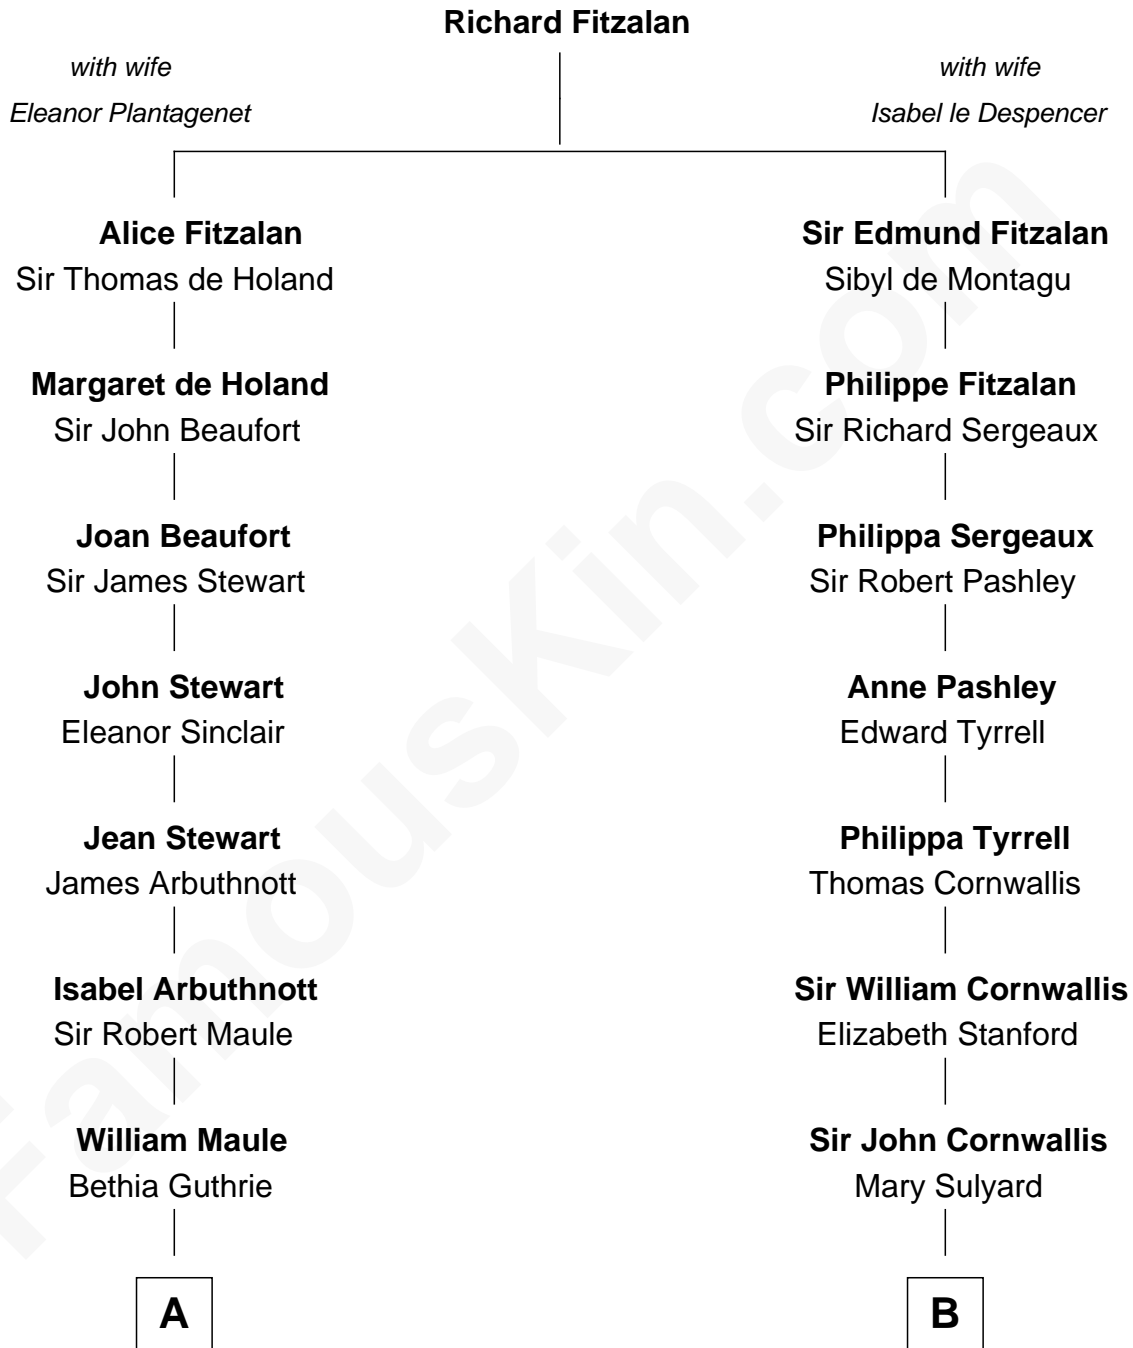 Richard Fitzalan
with wife
Eleanor Plantagenet
with wife
Isabel le Despencer
Alice Fitzalan
Sir Thomas de Holand
Sir Edmund Fitzalan
Sibyl de Montagu
Margaret de Holand
Sir John Beaufort
Philippe Fitzalan
Sir Richard Sergeaux
Joan Beaufort
Sir James Stewart
Philippa Sergeaux
Sir Robert Pashley
John Stewart
Eleanor Sinclair
Anne Pashley
Edward Tyrrell
Jean Stewart
James Arbuthnott
Philippa Tyrrell
Thomas Cornwallis
Isabel Arbuthnott
Sir Robert Maule
Sir William Cornwallis
Elizabeth Stanford
William Maule
Bethia Guthrie
Sir John Cornwallis
Mary Sulyard
A
B
FamousKin.com